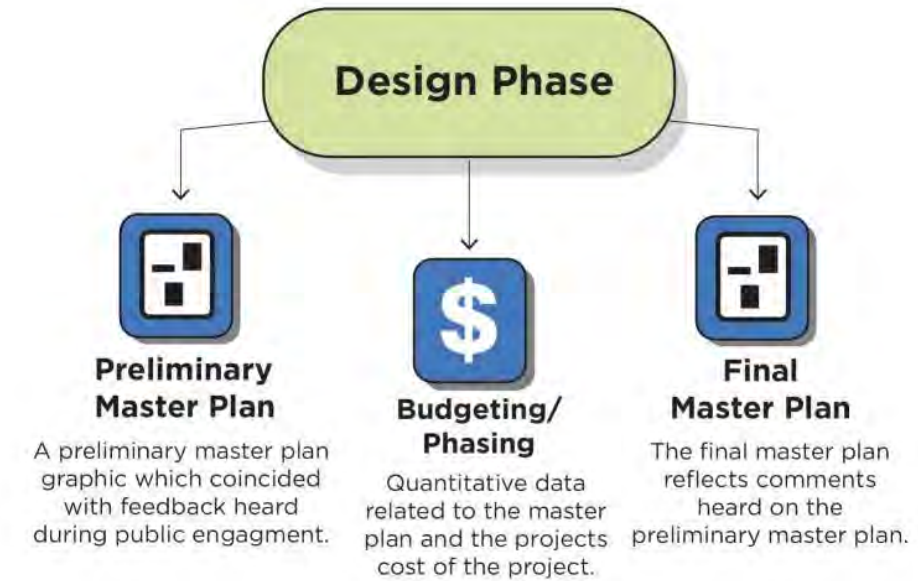 Design Phase
Preliminary
Master Plan
A preliminary master plan
graphic which coincided
with feedback heard
during public engagment.
$
Budgeting/
Phasing
Quantitative data
related to the master
plan and the projects
cost of the project.
Final
Master Plan
The final master plan
reflects comments
heard on the
preliminary master plan.